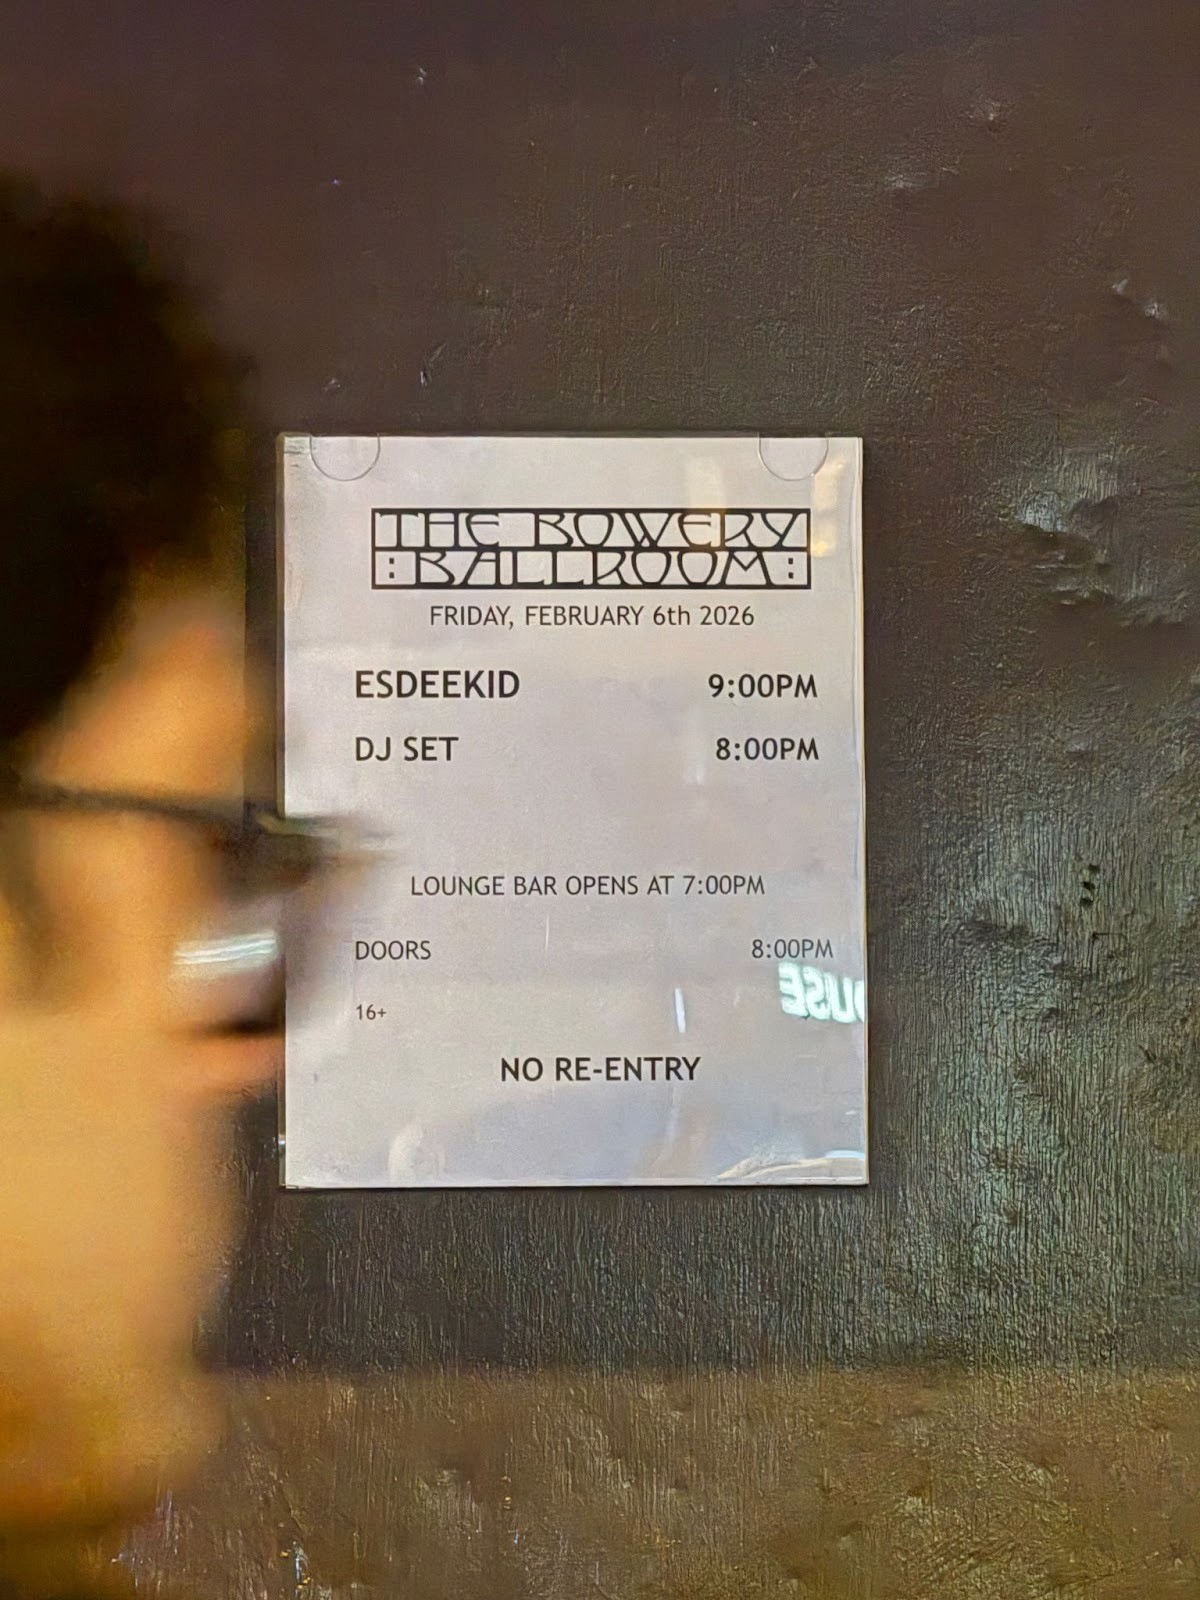 THE BOWERY
:BALLROOM:
FRIDAY, FEBRUARY 6th 2026
ESDEEKID 9:00PM
DJ SET 8:00PM
LOUNGE BAR OPENS AT 7:00PM
DOORS 8:00PM
16+
NO RE-ENTRY